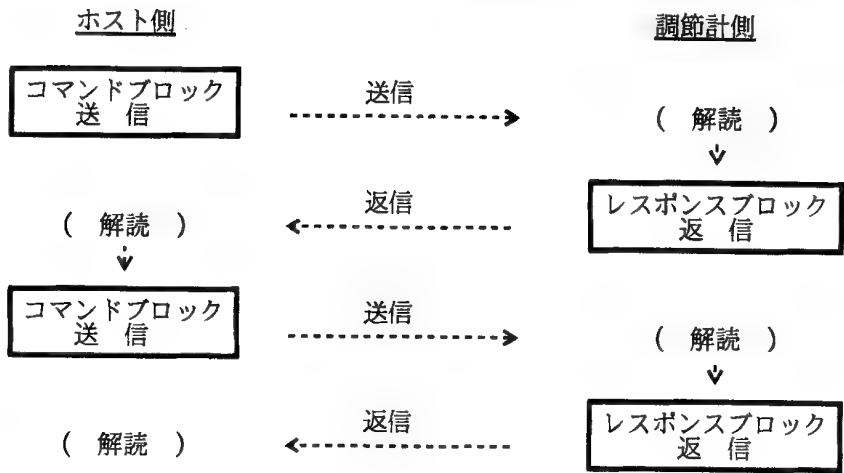 ホスト側
調節計側
コマンドブロック
送 信
送信
( 解読 )
返信
レスポンスブロック
返 信
( 解読 )
コマンドブロック
送 信
送信
( 解読 )
返信
レスポンスブロック
返 信
( 解読 )